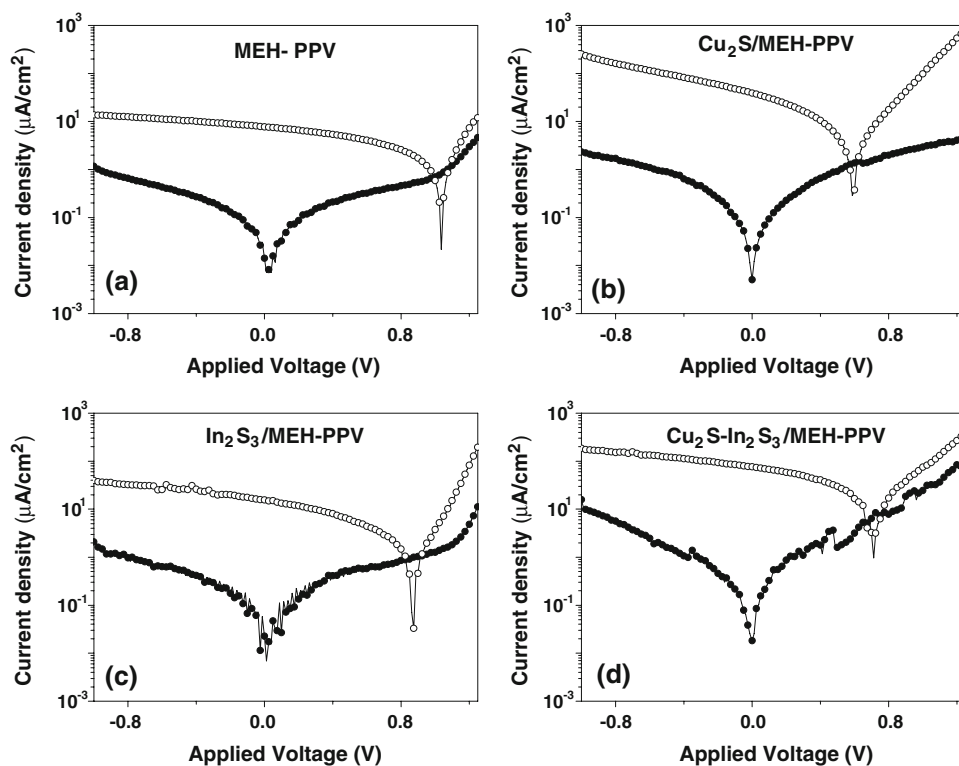 MEH- PPV
10³
10¹
10⁻¹
10⁻³
Current density (µA/cm²)
(a)
-0.8 0.0 0.8
Applied Voltage (V)
Cu₂S/MEH-PPV
10³
10¹
10⁻¹
10⁻³
Current density (µA/cm²)
(b)
-0.8 0.0 0.8
Applied Voltage (V)
In₂S₃/MEH-PPV
10³
10¹
10⁻¹
10⁻³
Current density (µA/cm²)
(c)
-0.8 0.0 0.8
Applied Voltage (V)
Cu₂S-In₂S₃/MEH-PPV
10³
10¹
10⁻¹
10⁻³
Current density (µA/cm²)
(d)
-0.8 0.0 0.8
Applied Voltage (V)